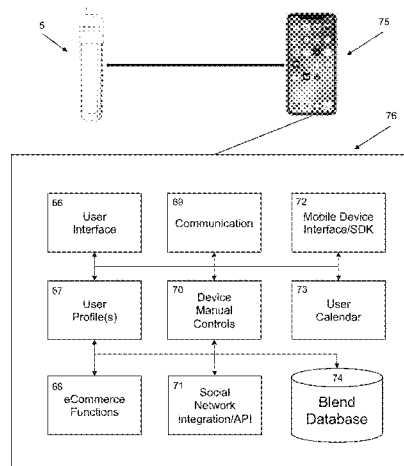 5
75
76
66
User
Interface
69
Communication
72
Mobile Device
Interface/SDK
67
User
Profile(s)
70
Device
Manual
Controls
73
User
Calendar
68
eCommerce
Functions
71
Social
Network
Integration/API
74
Blend
Database